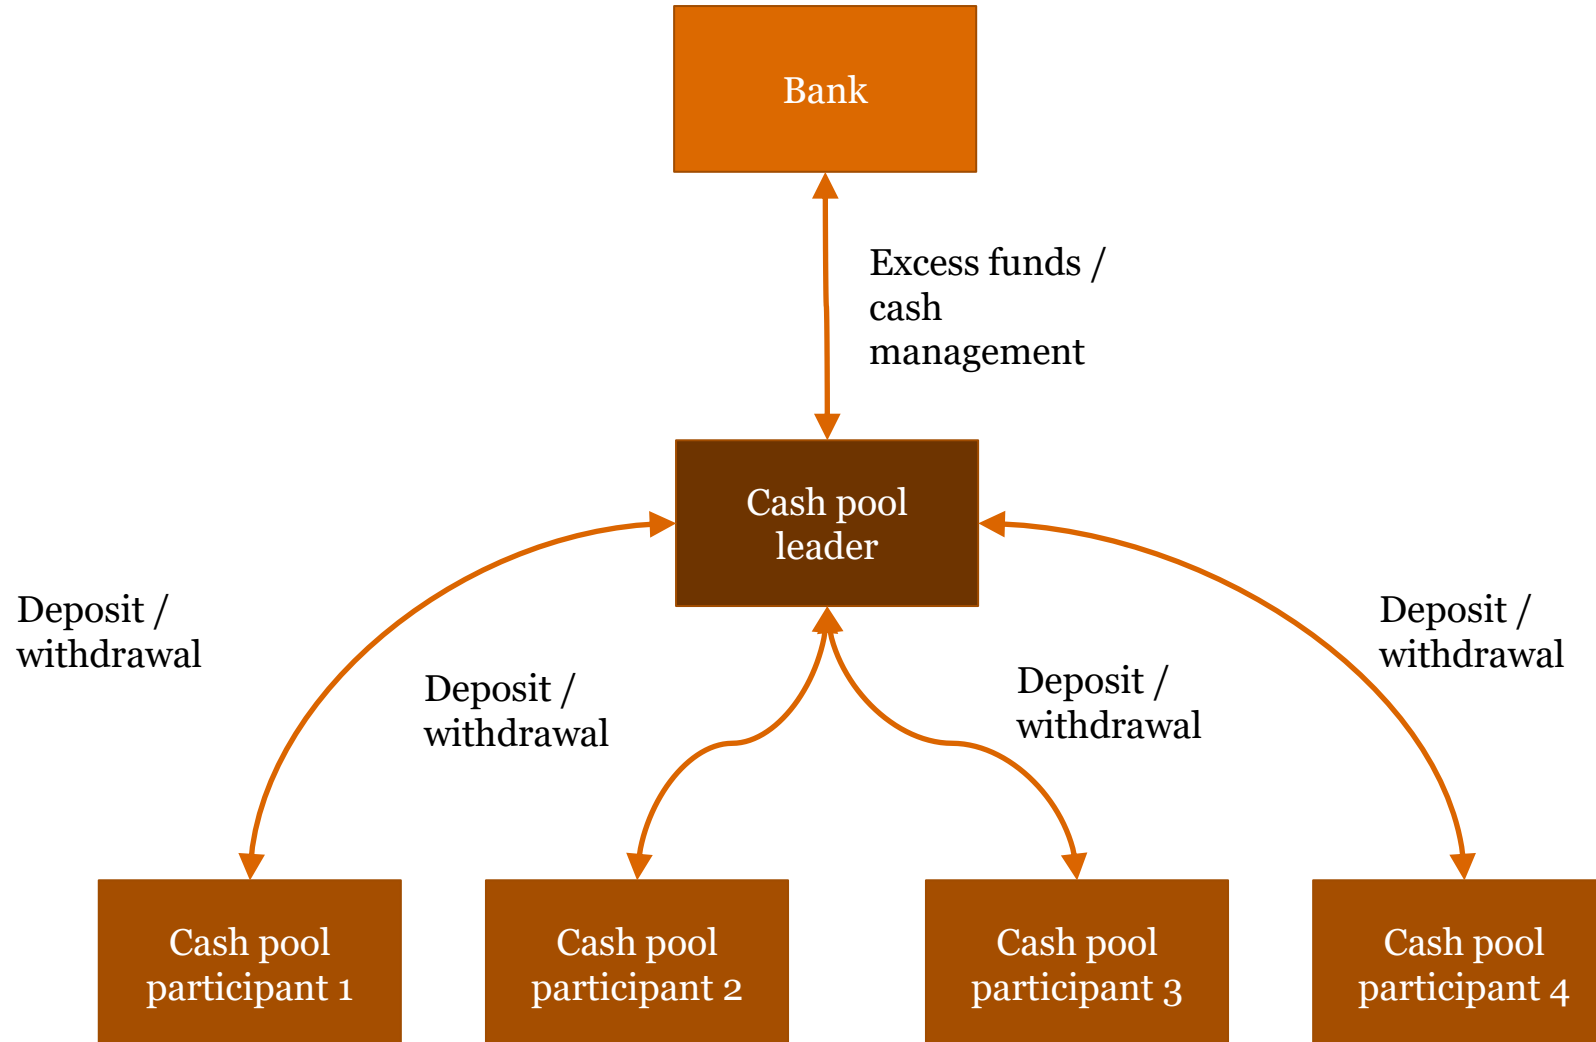 Bank
Excess funds /
cash
management
Cash pool
leader
Deposit /
withdrawal
Deposit /
withdrawal
Deposit /
withdrawal
Deposit /
withdrawal
Cash pool
participant 1
Cash pool
participant 2
Cash pool
participant 3
Cash pool
participant 4